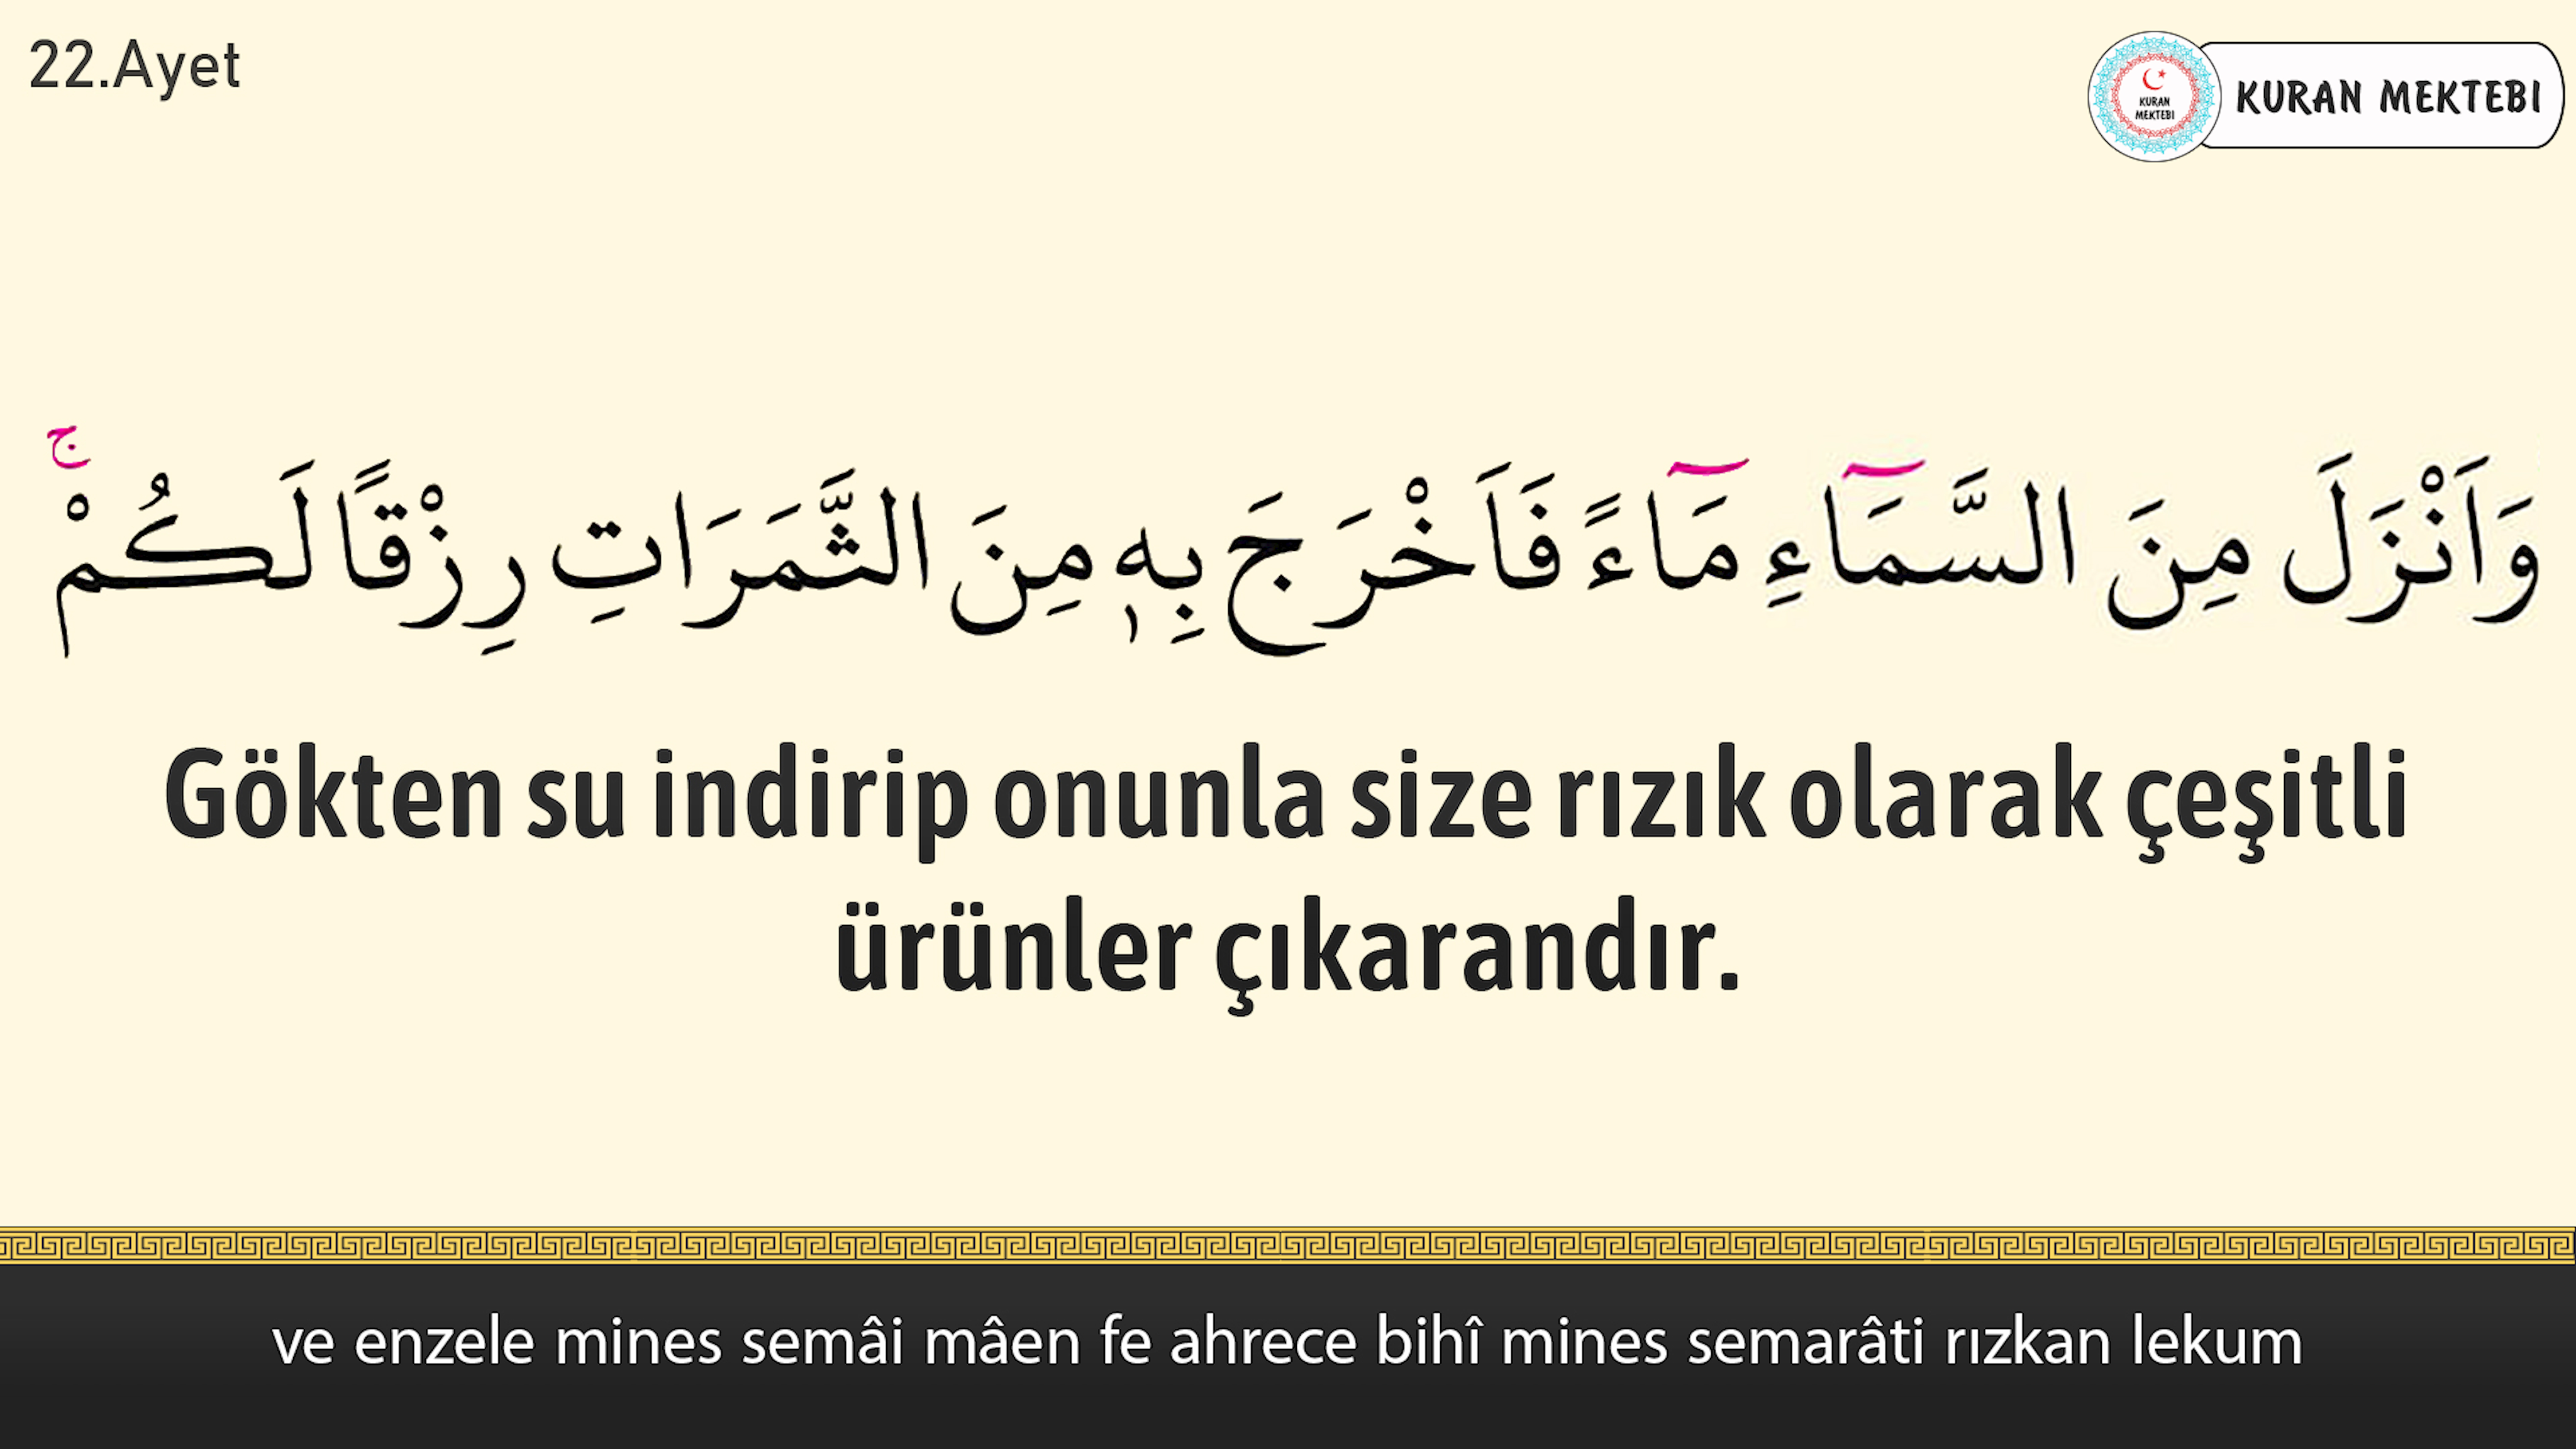 22.Ayet
KURAN
MEKTEBI
KURAN MEKTEBI
وَاَنْزَلَ مِنَ السَّمَٓاءِ مَٓاءً فَاَخْرَجَ بِه۪ مِنَ الثَّمَرَاتِ رِزْقًا لَكُمْۚ
Gökten su indirip onunla size rızık olarak çeşitli
ürünler çıkarandır.
ve enzele mines semâi mâen fe ahrece bihî mines semarâti rızkan lekum